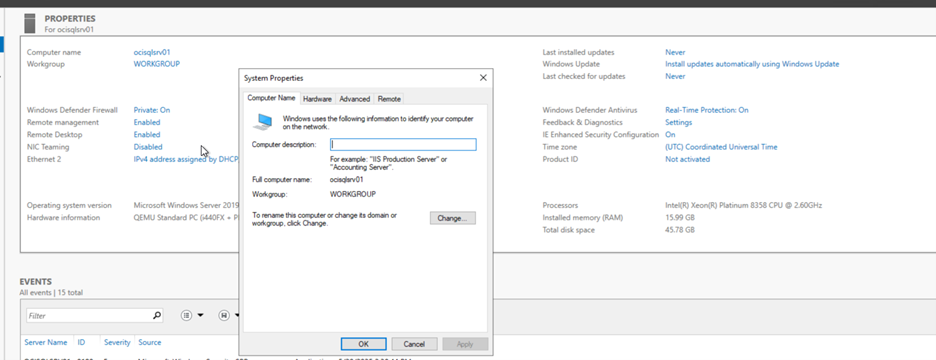 PROPERTIES
For ocisqlsrv01
Computer name ocisqlsrv01
Workgroup WORKGROUP
Last installed updates Never
Windows Update Install updates automatically using Windows Update
Last checked for updates Never
Windows Defender Firewall Private: On
Remote management Enabled
Remote Desktop Enabled
NIC Teaming Disabled
Ethernet 2 IPv4 address assigned by DHCP
Windows Defender Antivirus Real-Time Protection: On
Feedback & Diagnostics Settings
IE Enhanced Security Configuration On
Time zone (UTC) Coordinated Universal Time
Product ID Not activated
Operating system version Microsoft Windows Server 2019
Hardware information QEMU Standard PC (i440FX + P
Processors Intel(R) Xeon(R) Platinum 8358 CPU @ 2.60GHz
Installed memory (RAM) 15.99 GB
Total disk space 45.78 GB
System Properties
Computer Name Hardware Advanced Remote
Windows uses the following information to identify your computer
on the network.
Computer description:
For example: "IIS Production Server" or
"Accounting Server".
Full computer name: ocisqlsrv01
Workgroup: WORKGROUP
To rename this computer or change its domain or
workgroup, click Change.
Change...
OK Cancel Apply
EVENTS
All events | 15 total
Filter
Server Name ID Severity Source